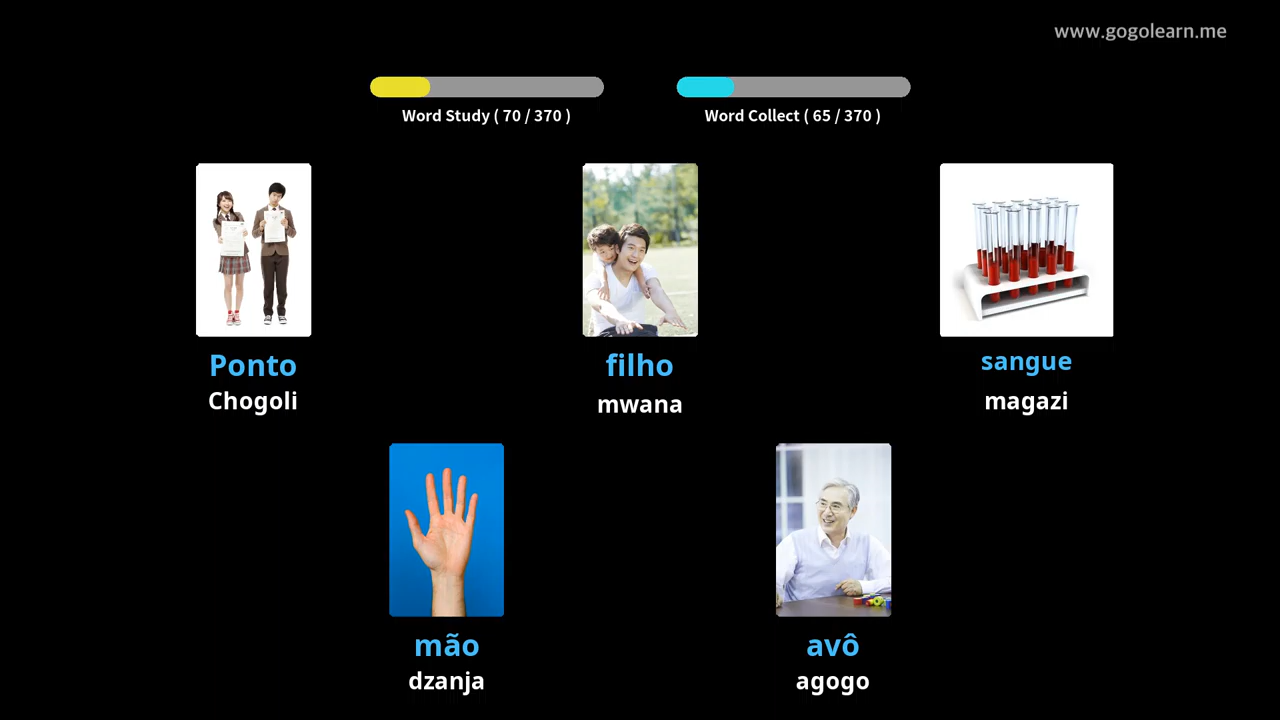 www.gogolearn.me
Word Study ( 70 / 370 )
Word Collect ( 65 / 370 )
Ponto
Chogoli
filho
mwana
sangue
magazi
mão
dzanja
avô
agogo